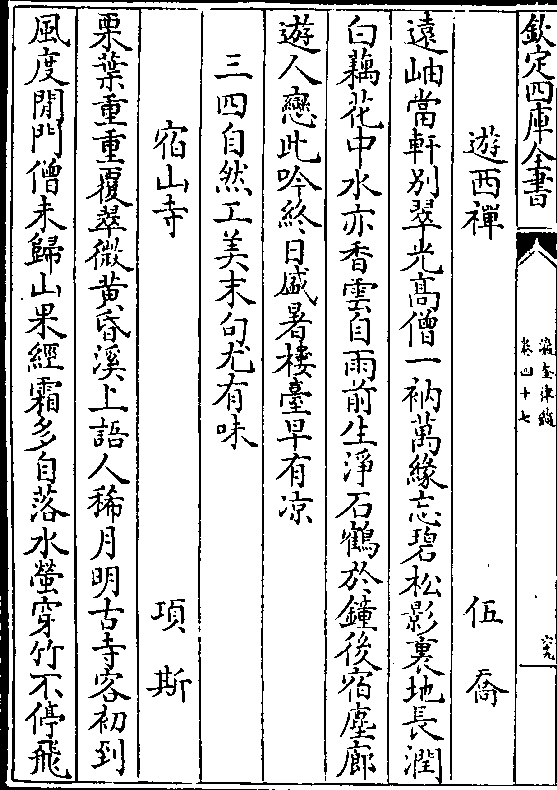 欽定四庫全書
瀛奎律髓
卷四十七
遊西禪 伍喬
遠岫當軒別翠光髙僧一衲萬緣忘碧松影裏地長潤
白藕花中水亦香雲自雨前生淨石鶴於鐘後宿塵廊
遊人戀此吟終日盛暑樓臺早有凉
三四自然工美末句尤有味
宿山寺 項斯
栗葉重重覆翠微黄昏溪上語人稀月明古寺客初到
風度閒門僧未歸山果經霜多自落水螢穿竹不停飛